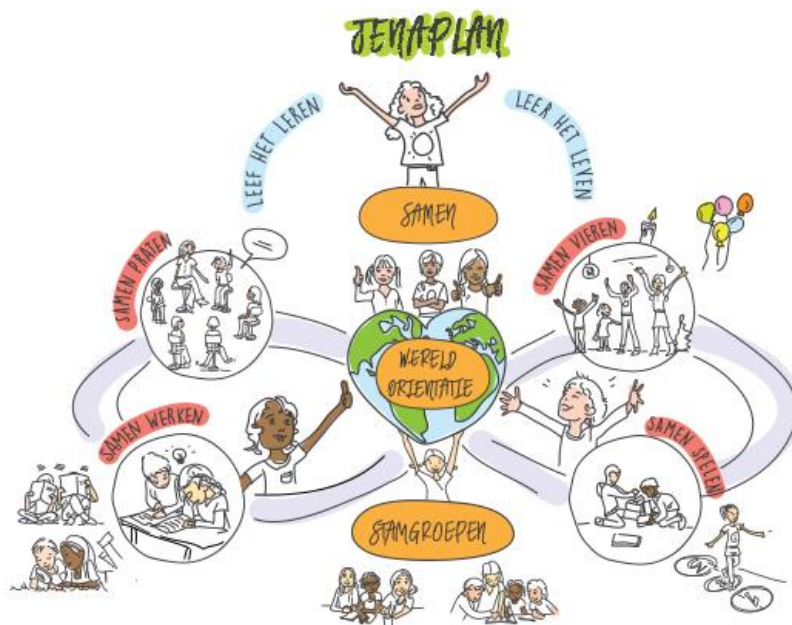 JENAPLAN
LEEF HET LEREN
LEER HET LEVEN
SAMEN
SAMEN PRATEN
SAMEN VIEREN
WERELD
ORIENTATIE
SAMEN WERKEN
SAMEN SPELEN
STAMGROEPEN